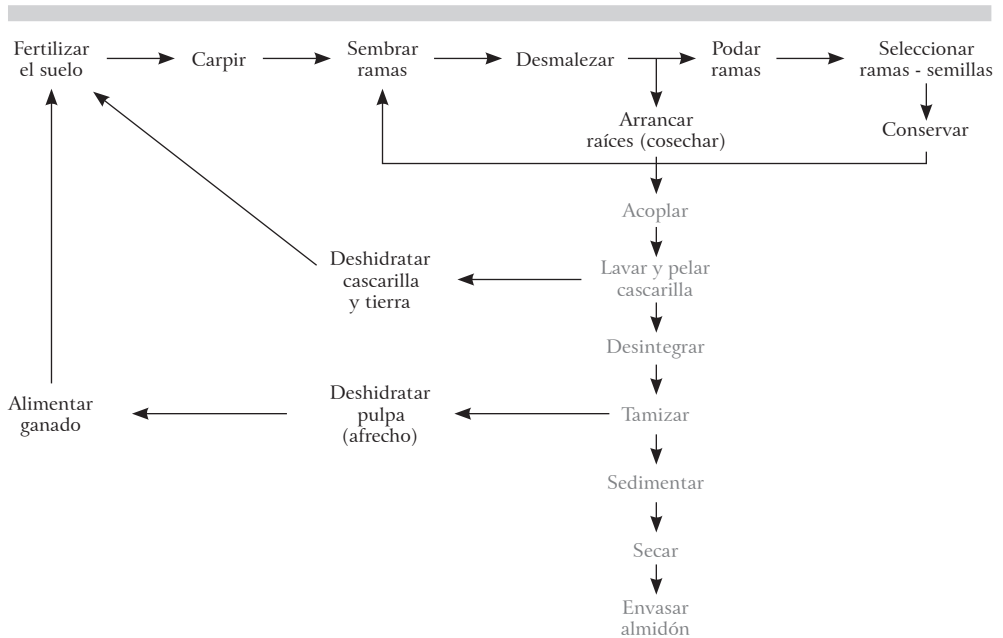 Fertilizar
el suelo
Carpir
Sembrar
ramas
Desmalezar
Podar
ramas
Seleccionar
ramas - semillas
Arrancar
raíces (cosechar)
Conservar
Acoplar
Lavar y pelar
cascarilla
Deshidratar
cascarilla
y tierra
Desintegrar
Alimentar
ganado
Deshidratar
pulpa
(afrecho)
Tamizar
Sedimentar
Secar
Envasar
almidón